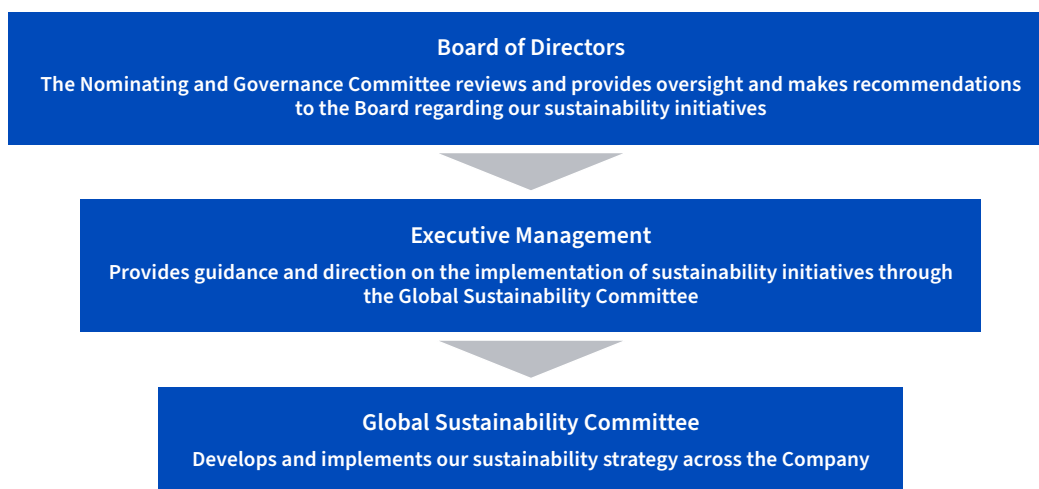 Board of Directors
The Nominating and Governance Committee reviews and provides oversight and makes recommendations
to the Board regarding our sustainability initiatives
Executive Management
Provides guidance and direction on the implementation of sustainability initiatives through
the Global Sustainability Committee
Global Sustainability Committee
Develops and implements our sustainability strategy across the Company